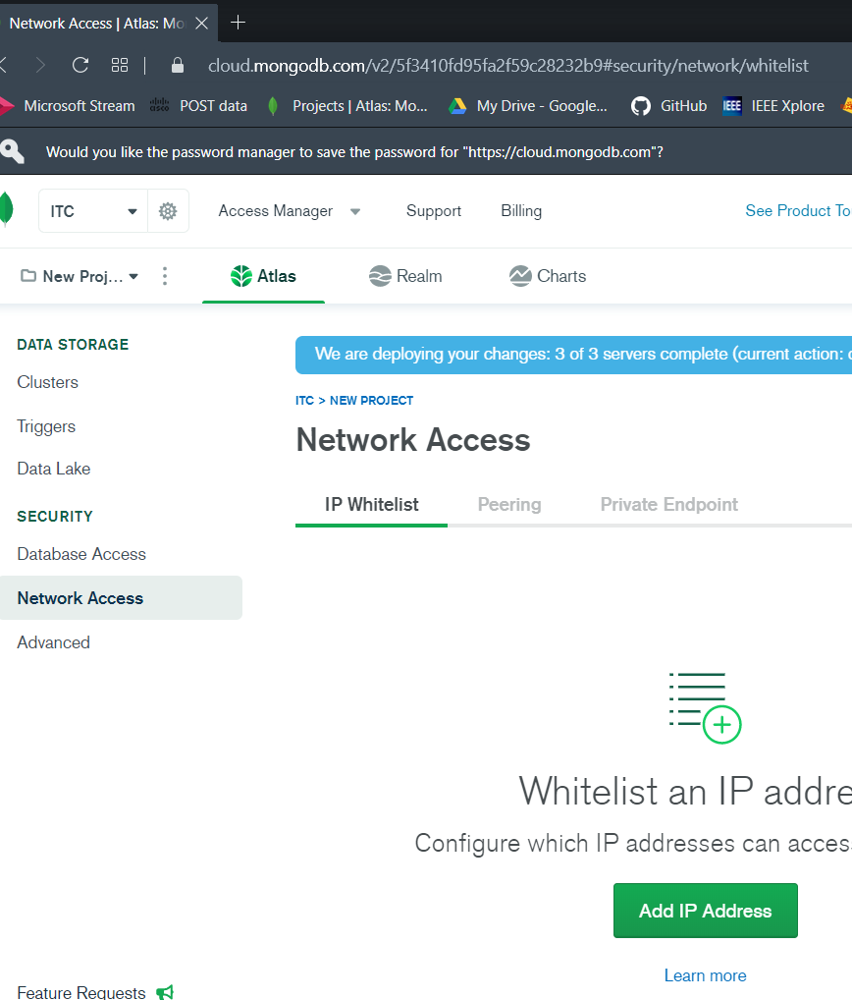 Network Access | Atlas: Mo
cloud.mongodb.com/v2/5f3410fd95fa2f59c28232b9#security/network/whitelist
Microsoft Stream POST data Projects | Atlas: Mo... My Drive - Google... GitHub IEEE IEEE Xplore
Would you like the password manager to save the password for "https://cloud.mongodb.com"?
ITC Access Manager Support Billing See Product To
New Proj... Atlas Realm Charts
DATA STORAGE
Clusters
Triggers
Data Lake
SECURITY
Database Access
Network Access
Advanced
Feature Requests
We are deploying your changes: 3 of 3 servers complete (current action:
ITC > NEW PROJECT
Network Access
IP Whitelist Peering Private Endpoint
Whitelist an IP addre
Configure which IP addresses can acces
Add IP Address
Learn more